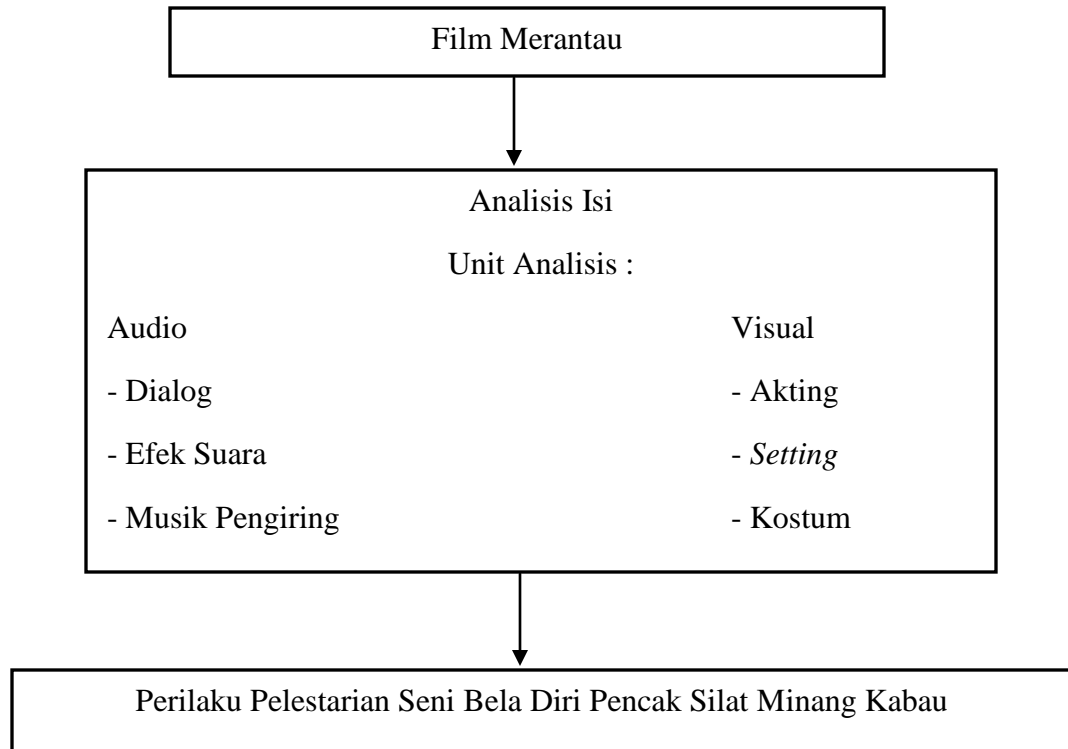 Film Merantau
Analisis Isi
Unit Analisis :
Audio Visual
- Dialog - Akting
- Efek Suara - Setting
- Musik Pengiring - Kostum
Perilaku Pelestarian Seni Bela Diri Pencak Silat Minang Kabau